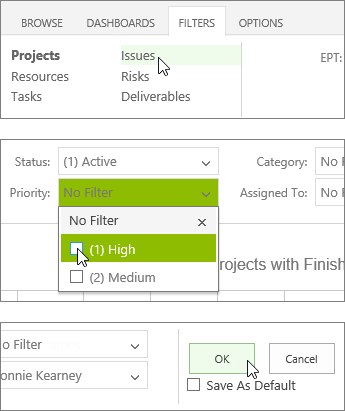 BROWSE DASHBOARDS FILTERS OPTIONS
Projects Issues EPT:
Resources Risks
Tasks Deliverables
Status: (1) Active Category: No F
Priority: No Filter Assigned To: No F
No Filter ×
(1) High
rojects with Finish
(2) Medium
o Filter OK Cancel
onnie Kearney Save As Default